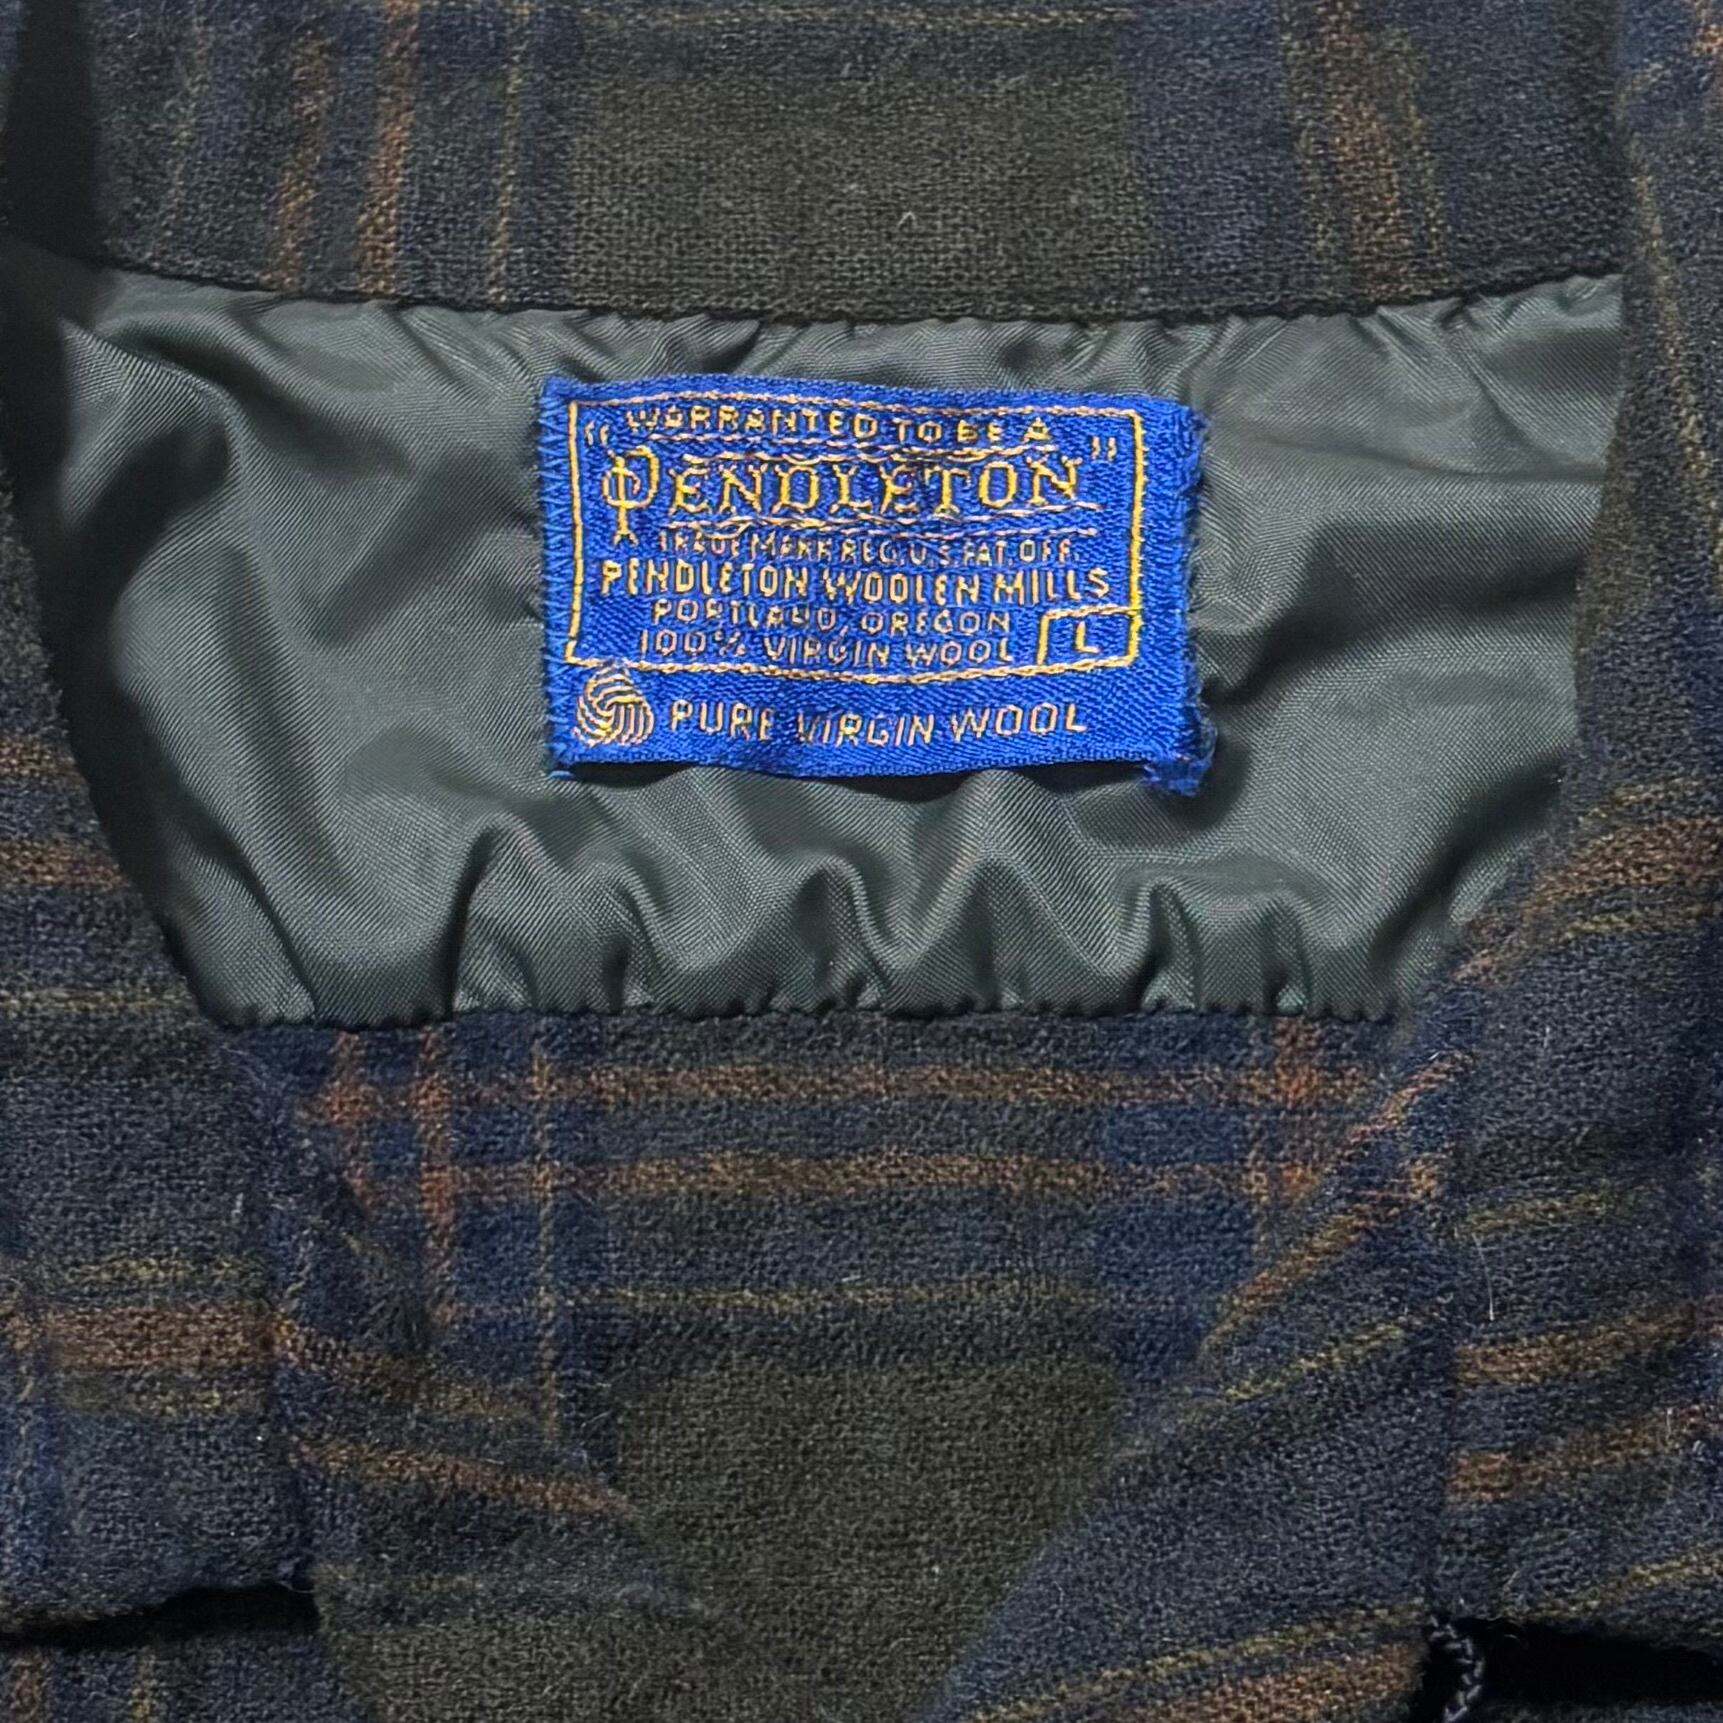 WARRANTED TO BE A
"PENDLETON"
TRADE MARK REG. U.S. PAT. OFF.
PENDLETON WOOLEN MILLS
PORTLAND, OREGON
100% VIRGIN WOOL L
PURE VIRGIN WOOL